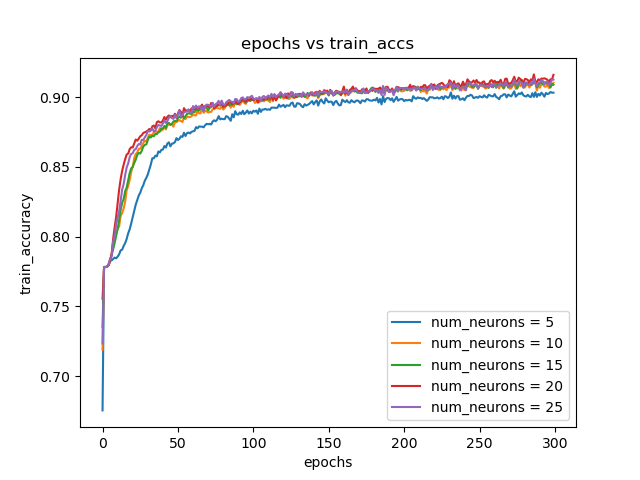 epochs vs train_accs
train_accuracy
0.90
0.85
0.80
0.75
0.70
num_neurons = 5
num_neurons = 10
num_neurons = 15
num_neurons = 20
num_neurons = 25
0 50 100 150 200 250 300
epochs